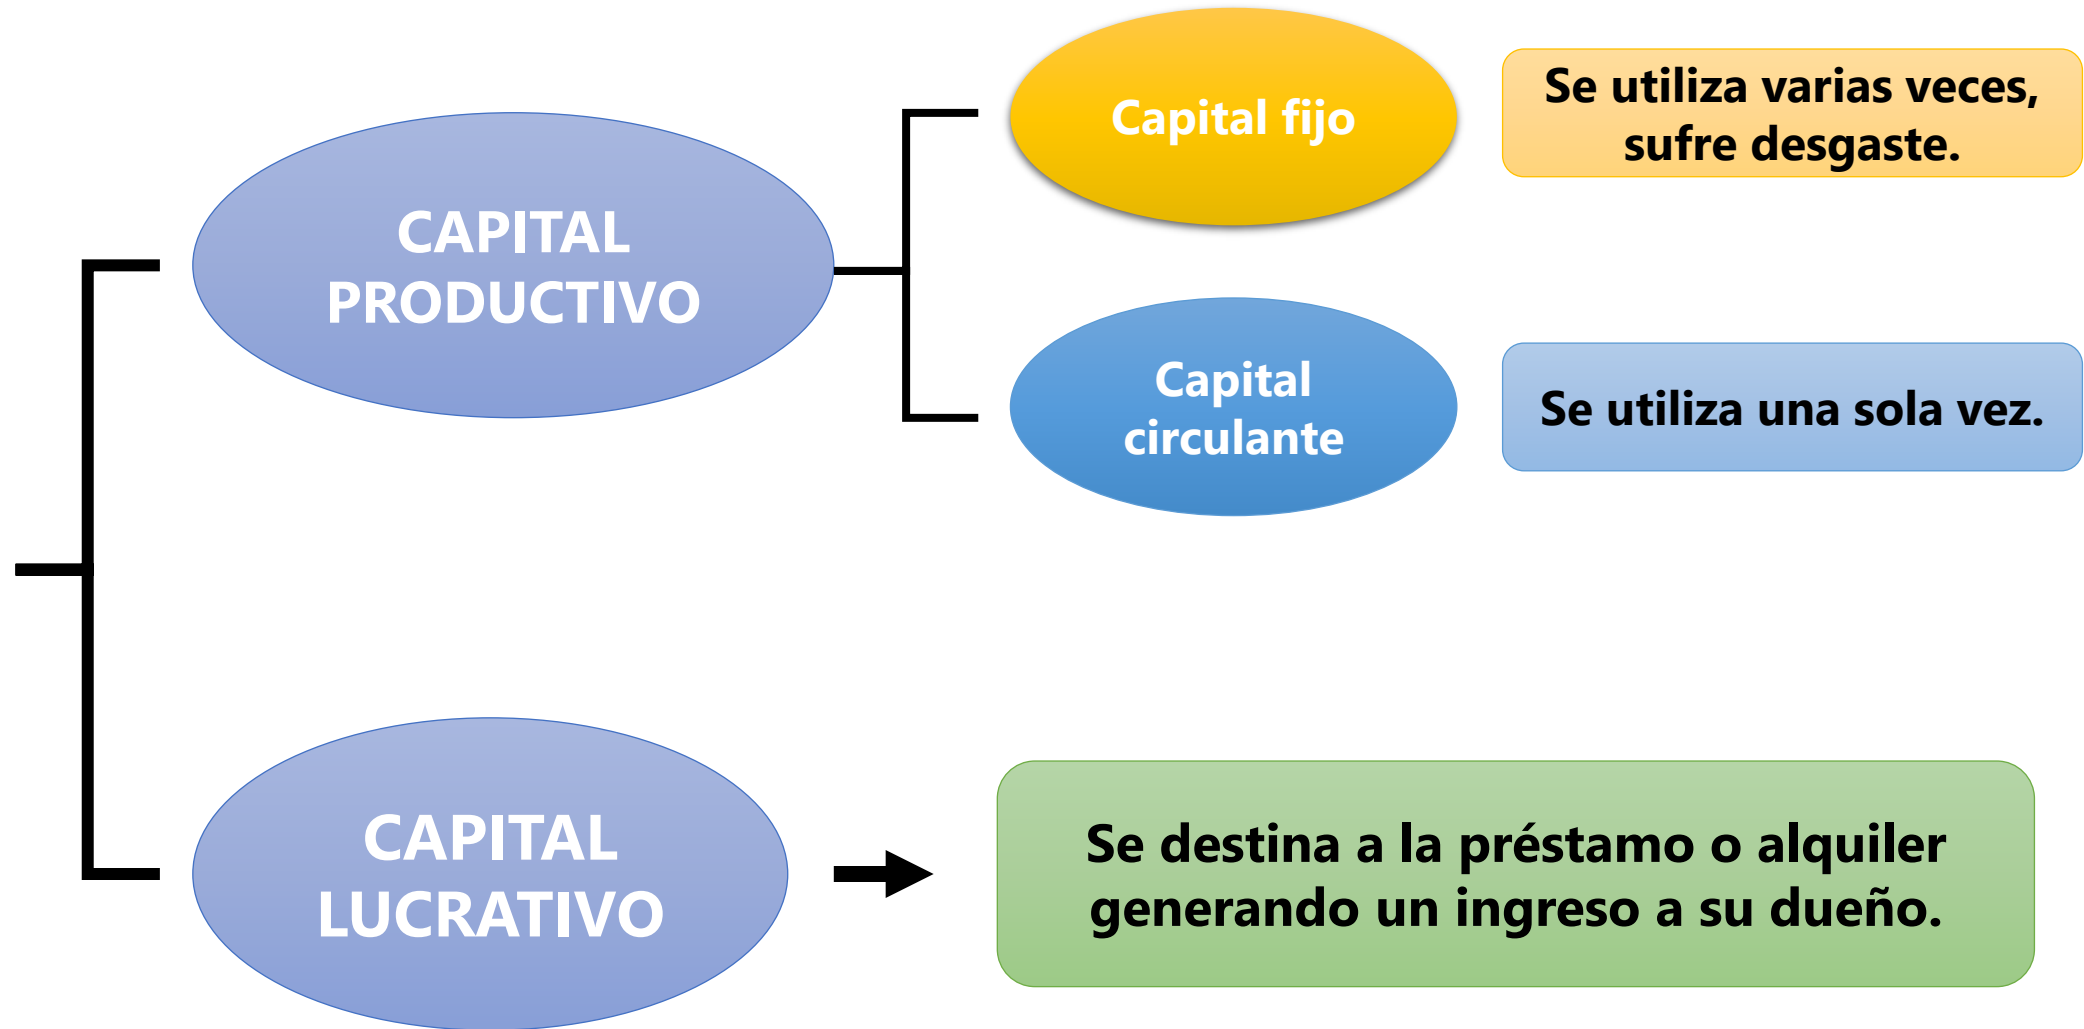 CAPITAL
PRODUCTIVO
Capital fijo
Se utiliza varias veces,
sufre desgaste.
Capital
circulante
Se utiliza una sola vez.
CAPITAL
LUCRATIVO
Se destina a la préstamo o alquiler
generando un ingreso a su dueño.